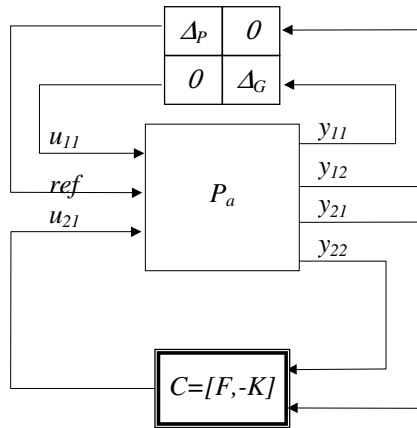 Δ_P 0
0 Δ_G
u_11
ref
u_21
P_a
y_11
y_12
y_21
y_22
C=[F,-K]